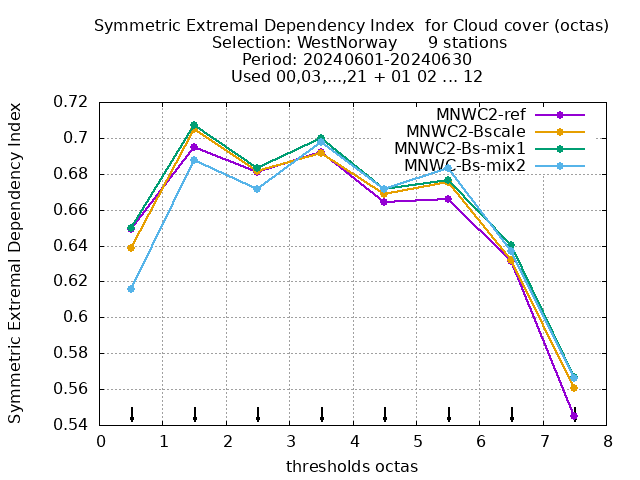 Symmetric Extremal Dependency Index  for Cloud cover (octas)
Selection: WestNorway      9 stations
Period: 20240601-20240630
Used 00,03,...,21 + 01 02 ... 12
Symmetric Extremal Dependency Index
0.72
0.7
0.68
0.66
0.64
0.62
0.6
0.58
0.56
0.54
MNWC2-ref
MNWC2-Bscale
MNWC2-Bs-mix1
MNWC-Bs-mix2
0 1 2 3 4 5 6 7 8
thresholds octas